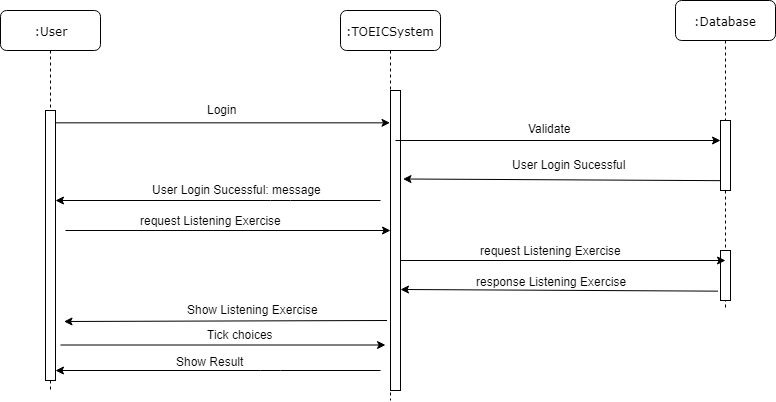 :User
:TOEICSystem
:Database
Login
Validate
User Login Sucessful
User Login Sucessful: message
request Listening Exercise
request Listening Exercise
response Listening Exercise
Show Listening Exercise
Tick choices
Show Result